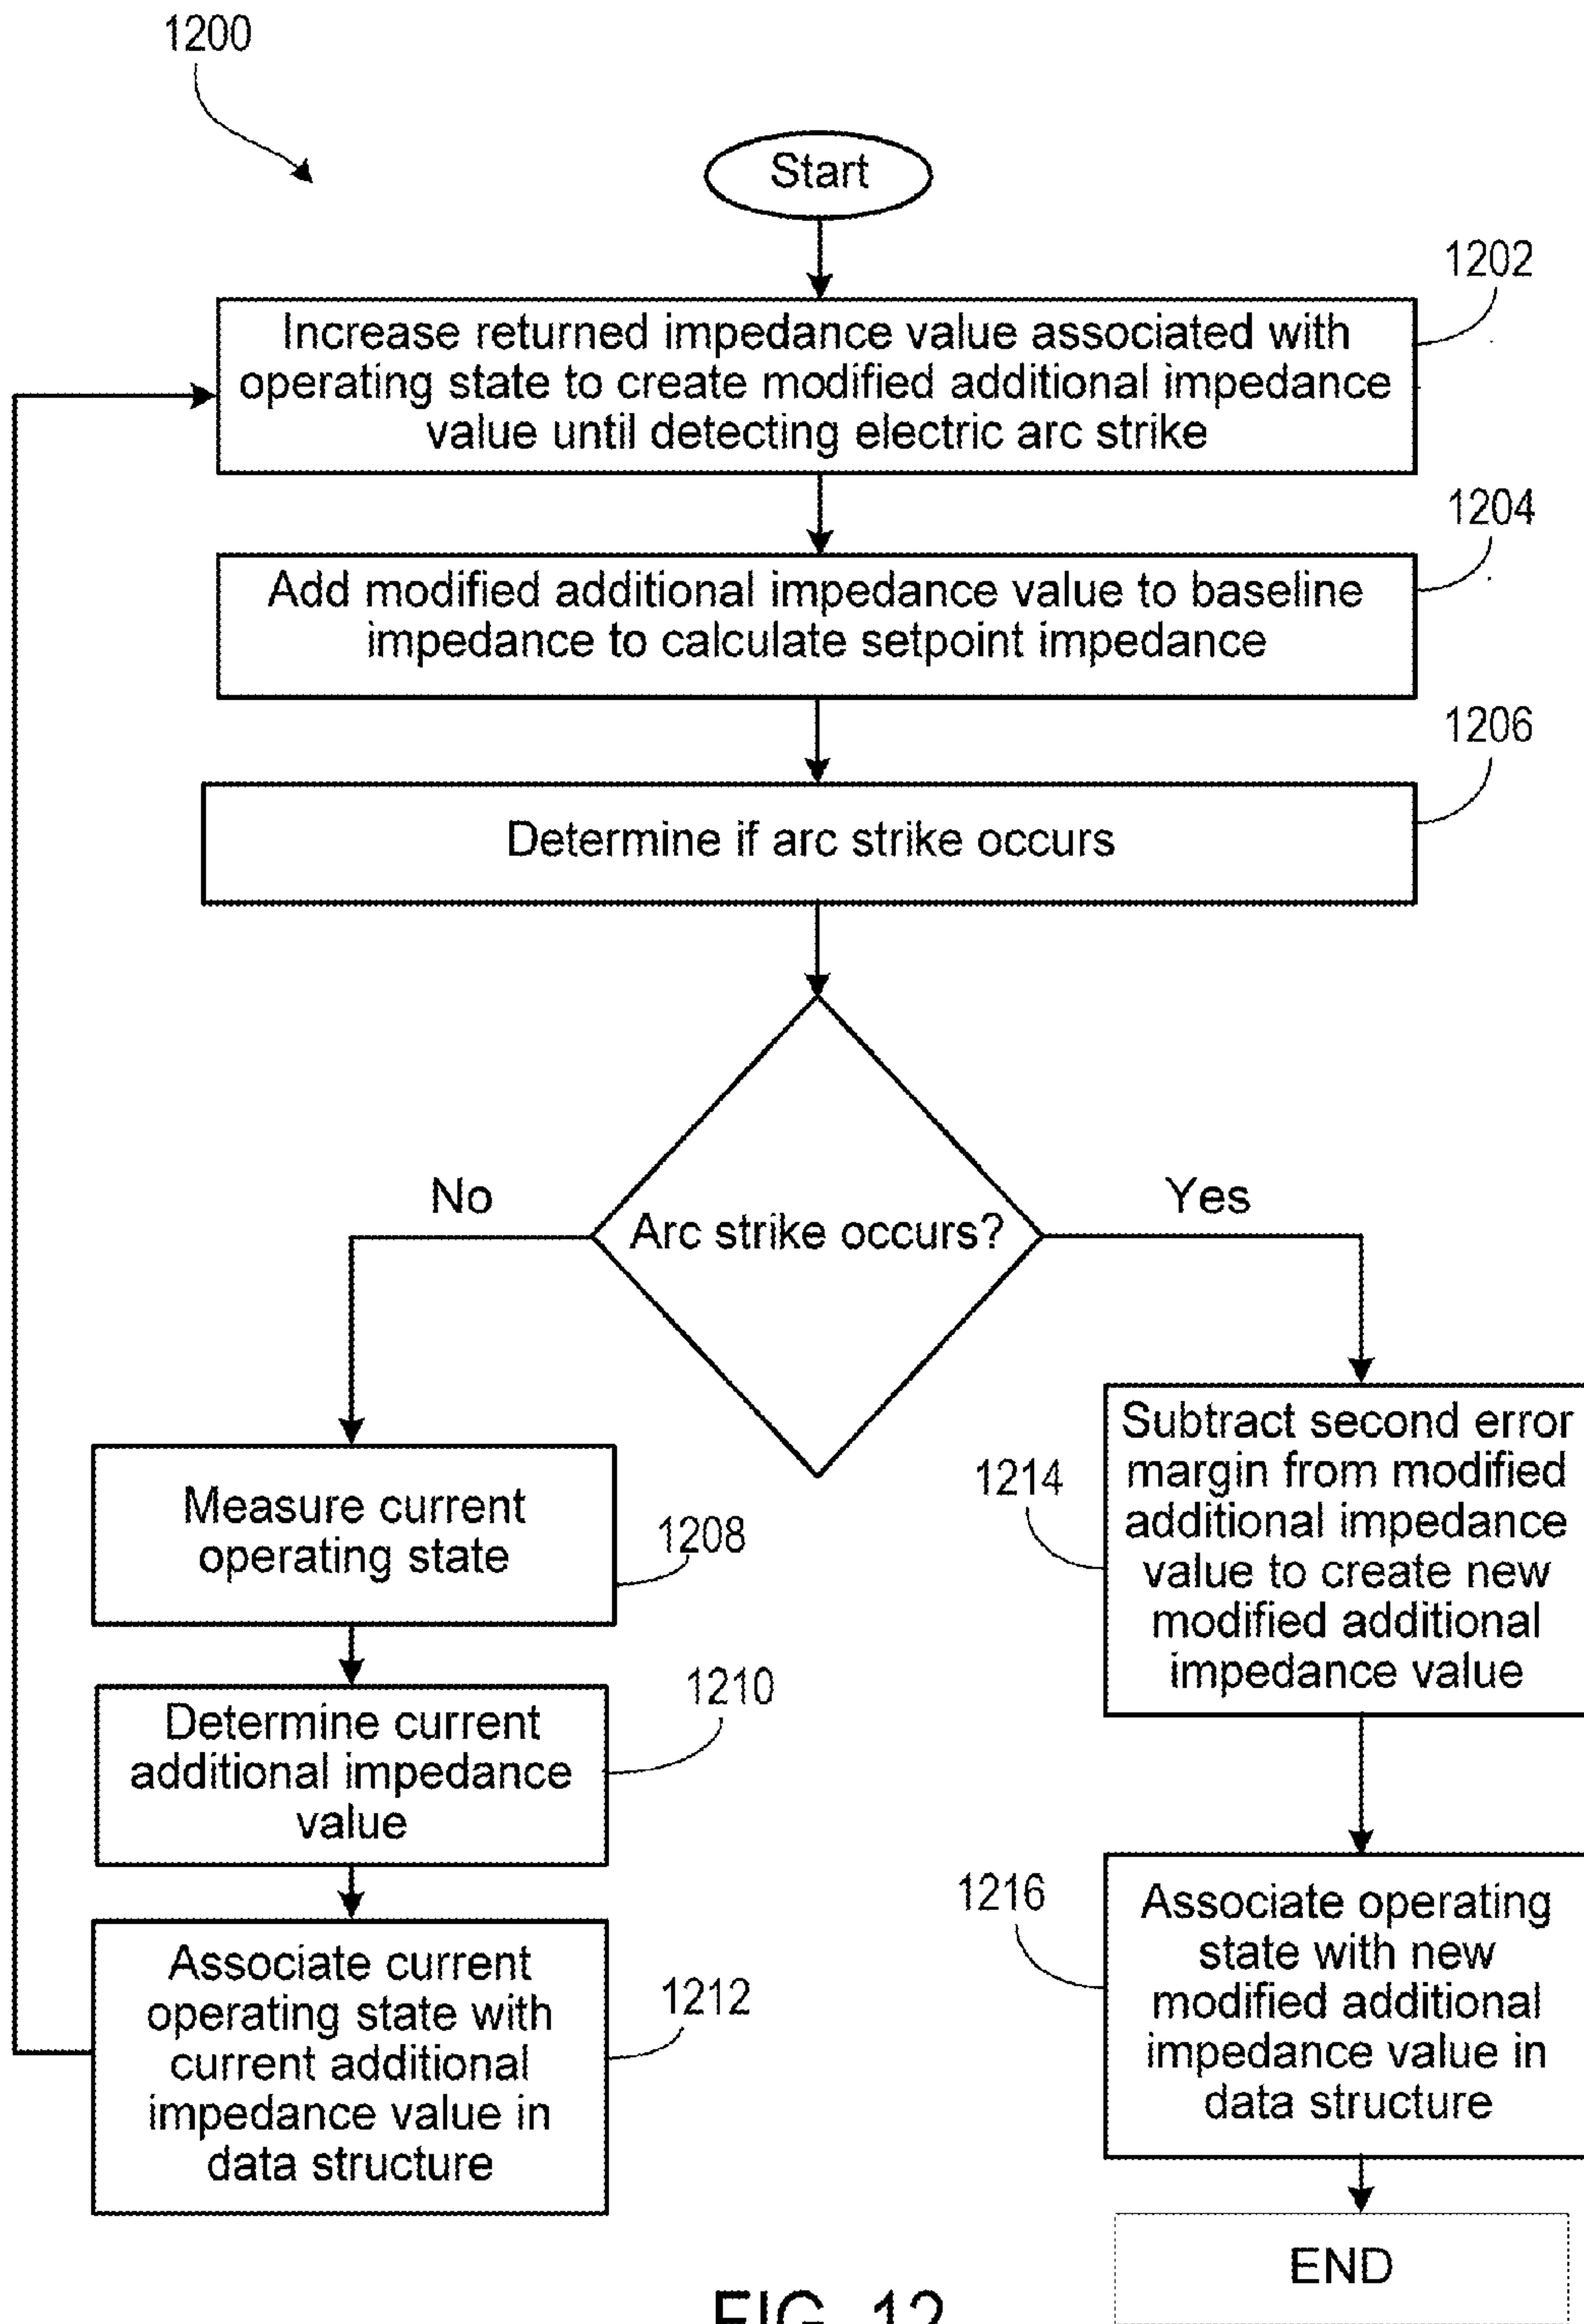 1200
Start
1202
Increase returned impedance value associated with
operating state to create modified additional impedance
value until detecting electric arc strike
1204
Add modified additional impedance value to baseline
impedance to calculate setpoint impedance
1206
Determine if arc strike occurs
No
Yes
Arc strike occurs?
Measure current
operating state
1208
Determine current
additional impedance
value
1210
Associate current
operating state with
current additional
impedance value in
data structure
1212
Subtract second error
margin from modified
additional impedance
value to create new
modified additional
impedance value
1214
Associate operating
state with new
modified additional
impedance value in
data structure
1216
END
FIG. 12